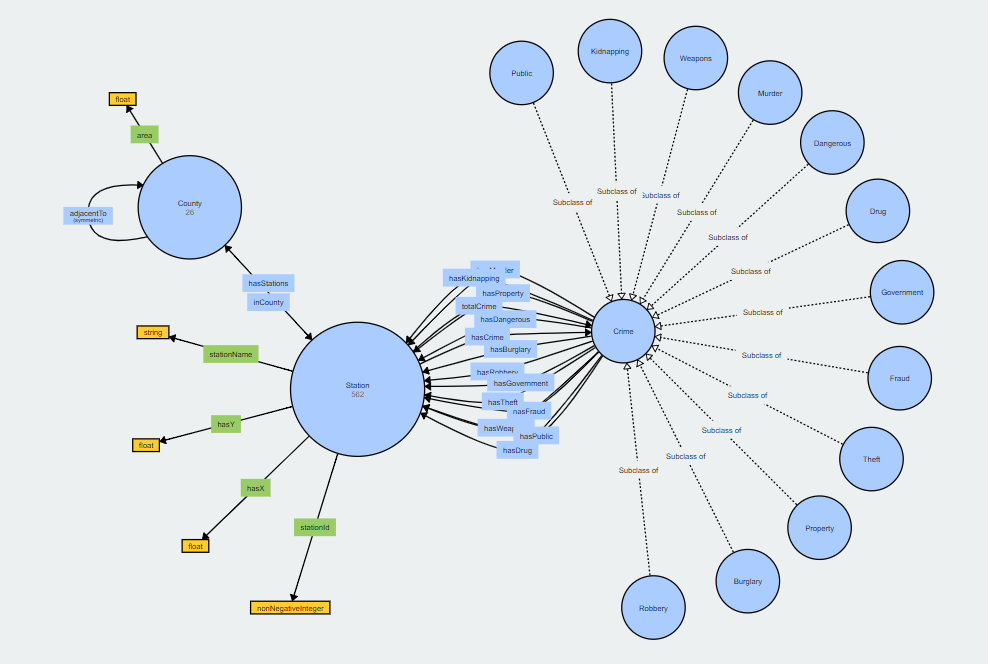 Kidnapping
Weapons
Public
Murder
float
area
Dangerous
County
26
adjacentTo
(symmetric)
Subclass of
Subclass of
Subclass of
Subclass of
Subclass of
Drug
Subclass of
hasKidnapping
hasStations
inCounty
hasProperty
totalCrime
hasDangerous
Government
Subclass of
string
stationName
hasCrime
hasBurglary
Crime
Subclass of
Station
562
hasRobbery
hasGovernment
Fraud
Subclass of
hasTheft
hasFraud
hasY
float
hasPublic
hasDrug
Subclass of
Theft
Subclass of
Subclass of
hasX
Property
stationId
float
Burglary
Robbery
nonNegativeInteger